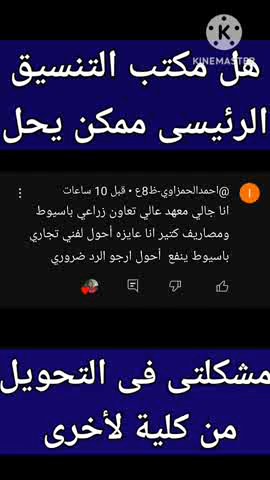 KINEMASTER
هل مكتب التنسيق
الرئيسى ممكن يحل
@احمدالحمزاوي-ظ8ع • قبل 10 ساعات
انا جالي معهد عالي تعاون زراعي باسيوط
ومصاريف كتير انا عايزه أحول لفني تجاري
باسيوط ينفع أحول ارجو الرد ضروري
مشكلتى فى التحويل
من كلية لأخرى